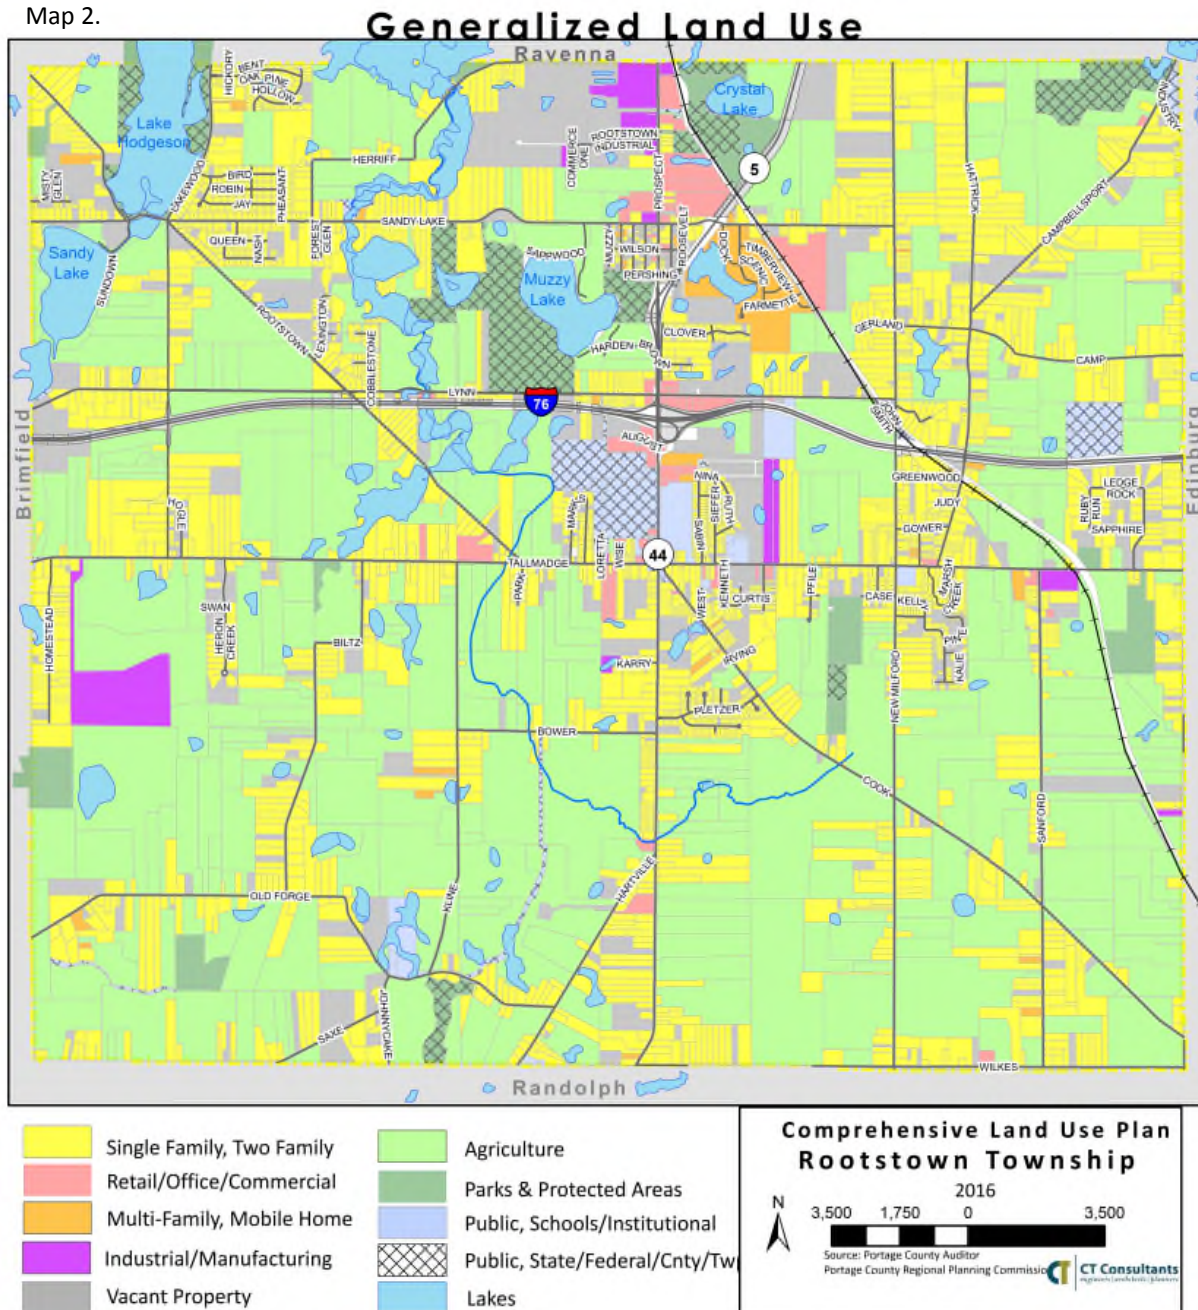 Map 2.
Generalized Land Use
Ravenna
HICKORY
BENT
OAK PINE
HOLLOW
Lake
Hodgeson
Crystal
Lake
INDUSTRY
COMMERCE
ONE
ROOTSTOWN
INDUSTRIAL
PROSPECT
5
HERRIFF
MISTY
GLEN
LAKEWOOD
BIRD
ROBIN
JAY
PHEASANT
HATTRICK
CAMPBELLSPORT
SANDY LAKE
FOREST
GLEN
QUEEN
NASH
Sandy
Lake
SUNDOWN
SAPPWOOD
MUZZY
WILSON
PERSHING
ROOSEVELT
DOCK
TIMBERVIEW
SCENIC
FARMETTE
Muzzy
Lake
ROOTSTOWN
LEXINGTON
COBBLESTONE
HARDEN
BROWN
CLOVER
GERLAND
CAMP
LYNN
76
JOHN
SMITH
Brimfield
Edinburg
AUGUST
NINA
GREENWOOD
JUDY
GOWER
LEDGE
ROCK
RUBY
RUN
SAPPHIRE
HOGLE
MARKS
LORETTA
WISE
SABIN
SIEFER
RUTH
44
TALLMADGE
PARK
HOMESTEAD
SWAN
HERON
CREEK
BILTZ
WEST
KENNETH
CURTIS
PFILE
CASE
KELLY
MARSH
CREEK
PINE
KALIE
KARRY
IRVING
PLETZER
NEW MILFORD
BOWER
COOK
SANFORD
OLD FORGE
KLINE
HARTVILLE
SAXE
JOHNNYCAKE
WILKES
Randolph
Single Family, Two Family
Retail/Office/Commercial
Multi-Family, Mobile Home
Industrial/Manufacturing
Vacant Property
Agriculture
Parks & Protected Areas
Public, Schools/Institutional
Public, State/Federal/Cnty/Tw
Lakes
Comprehensive Land Use Plan
Rootstown Township
2016
N
3,500 1,750 0 3,500
Source: Portage County Auditor
Portage County Regional Planning Commissio
CT Consultants